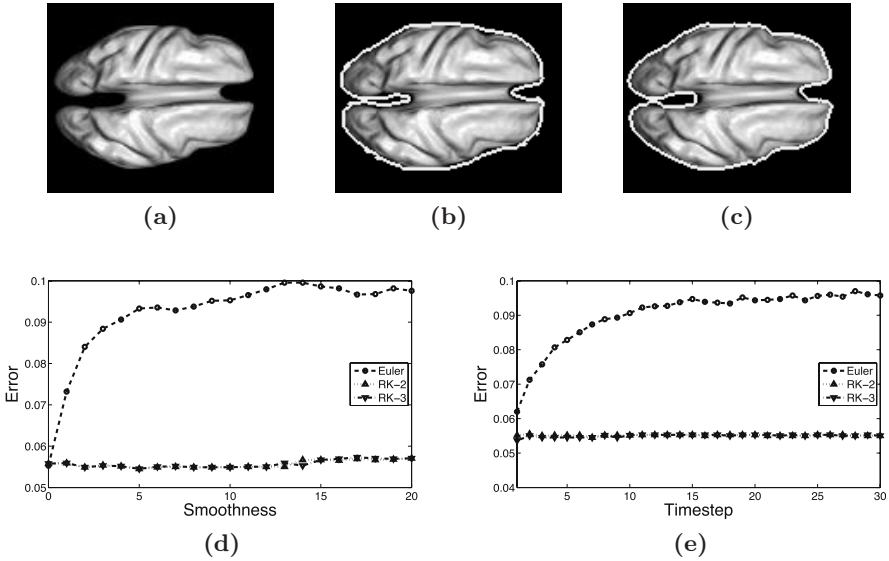 (a)
(b)
(c)
0.1
0.09
0.08
0.07
0.06
0.05
Error
Euler
RK-2
RK-3
0
5
10
15
20
Smoothness
(d)
0.1
0.09
0.08
0.07
0.06
0.05
0.04
Error
Euler
RK-2
RK-3
5
10
15
20
25
30
Timestep
(e)